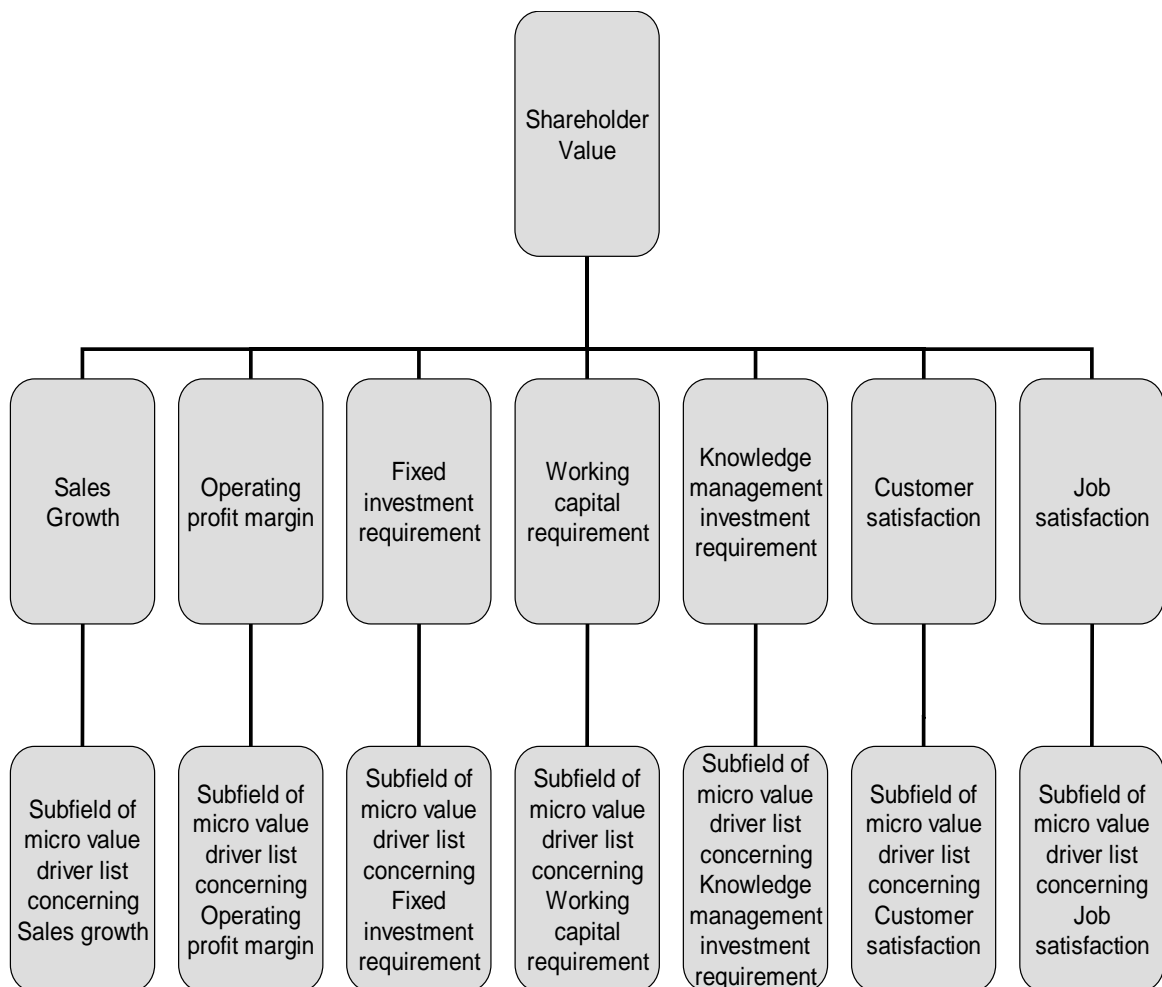 Shareholder
Value
Sales
Growth
Operating
profit margin
Fixed
investment
requirement
Working
capital
requirement
Knowledge
management
investment
requirement
Customer
satisfaction
Job
satisfaction
Subfield of
micro value
driver list
concerning
Sales growth
Subfield of
micro value
driver list
concerning
Operating
profit margin
Subfield of
micro value
driver list
concerning
Fixed
investment
requirement
Subfield of
micro value
driver list
concerning
Working
capital
requirement
Subfield of
micro value
driver list
concerning
Knowledge
management
investment
requirement
Subfield of
micro value
driver list
concerning
Customer
satisfaction
Subfield of
micro value
driver list
concerning
Job
satisfaction